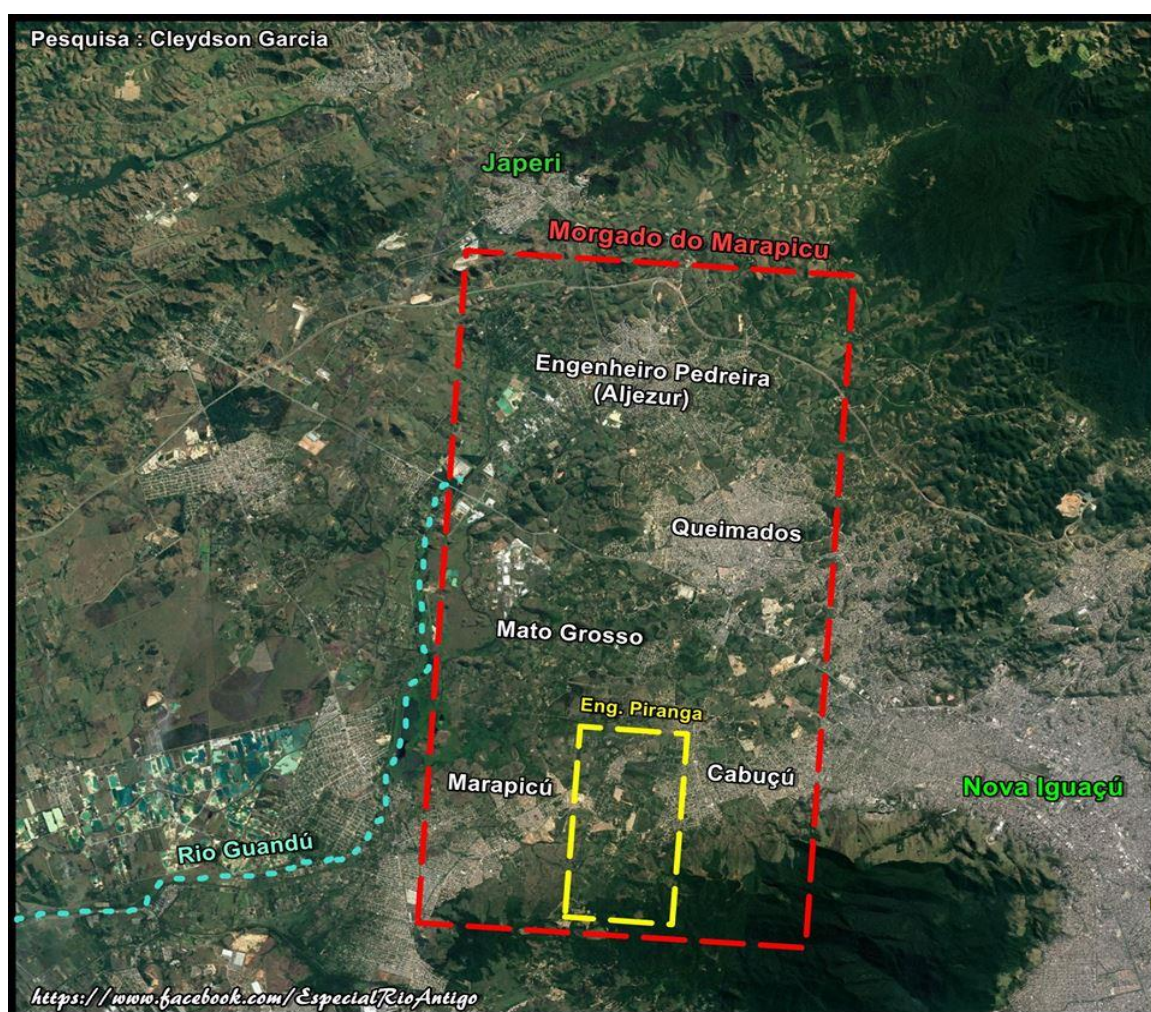 Pesquisa : Cleydson Garcia
Japeri
Morgado do Marapicu
Engenheiro Pedreira
(Aljezur)
Queimados
Mato Grosso
Eng. Piranga
Marapicú
Cabuçú
Nova Iguaçú
Rio Guandú
https://www.facebook.com/EspecialRioAntigo